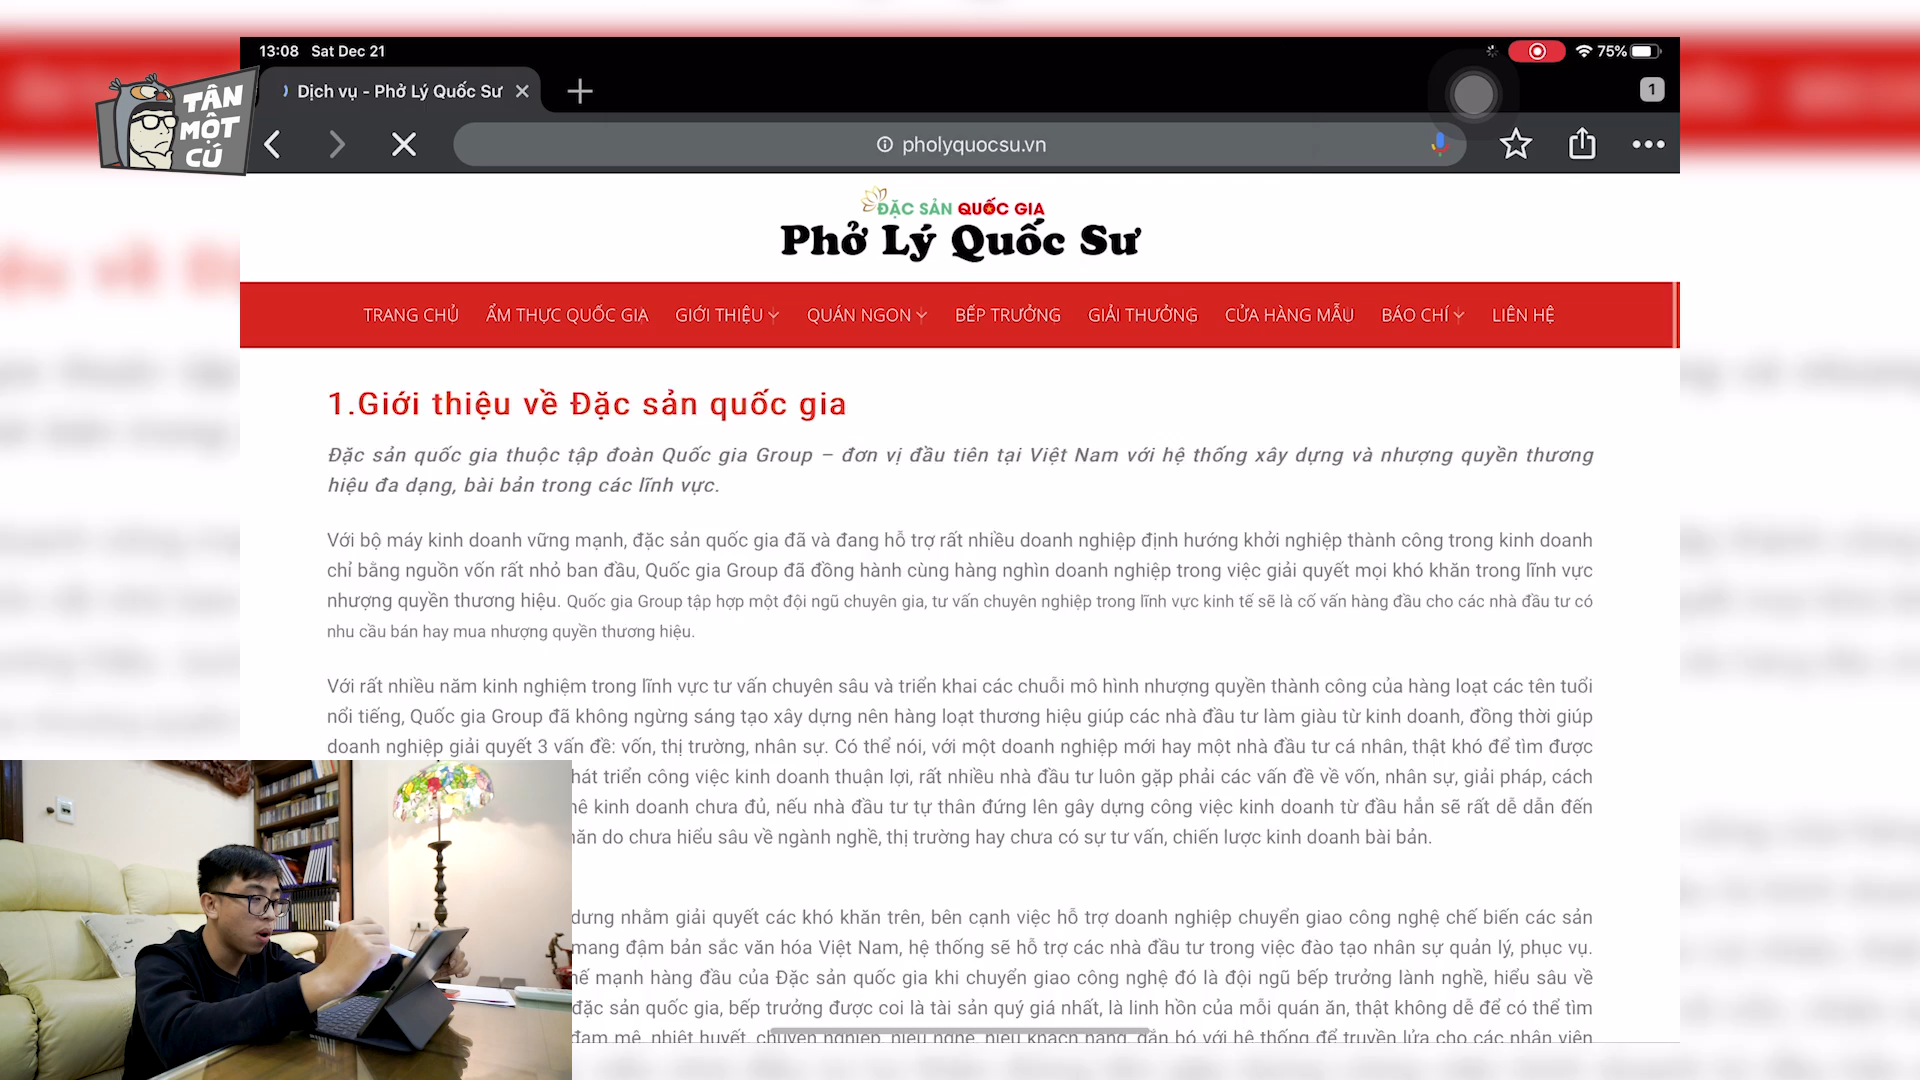 13:08 Sat Dec 21
75%
TÂN
MỘT
CÚ
Dịch vụ - Phở Lý Quốc Sư
1
pholyquocsu.vn
ĐẶC SẢN QUỐC GIA
Phở Lý Quốc Sư
TRANG CHỦ ẨM THỰC QUỐC GIA GIỚI THIỆU QUÁN NGON BẾP TRƯỞNG GIẢI THƯỞNG CỬA HÀNG MẪU BÁO CHÍ LIÊN HỆ
1.Giới thiệu về Đặc sản quốc gia
Đặc sản quốc gia thuộc tập đoàn Quốc gia Group – đơn vị đầu tiên tại Việt Nam với hệ thống xây dựng và nhượng quyền thương
hiệu đa dạng, bài bản trong các lĩnh vực.
Với bộ máy kinh doanh vững mạnh, đặc sản quốc gia đã và đang hỗ trợ rất nhiều doanh nghiệp định hướng khởi nghiệp thành công trong kinh doanh
chỉ bằng nguồn vốn rất nhỏ ban đầu, Quốc gia Group đã đồng hành cùng hàng nghìn doanh nghiệp trong việc giải quyết mọi khó khăn trong lĩnh vực
nhượng quyền thương hiệu. Quốc gia Group tập hợp một đội ngũ chuyên gia, tư vấn chuyên nghiệp trong lĩnh vực kinh tế sẽ là cố vấn hàng đầu cho các nhà đầu tư có
nhu cầu bán hay mua nhượng quyền thương hiệu.
Với rất nhiều năm kinh nghiệm trong lĩnh vực tư vấn chuyên sâu và triển khai các chuỗi mô hình nhượng quyền thành công của hàng loạt các tên tuổi
nổi tiếng, Quốc gia Group đã không ngừng sáng tạo xây dựng nên hàng loạt thương hiệu giúp các nhà đầu tư làm giàu từ kinh doanh, đồng thời giúp
doanh nghiệp giải quyết 3 vấn đề: vốn, thị trường, nhân sự. Có thể nói, với một doanh nghiệp mới hay một nhà đầu tư cá nhân, thật khó để tìm được
hát triển công việc kinh doanh thuận lợi, rất nhiều nhà đầu tư luôn gặp phải các vấn đề về vốn, nhân sự, giải pháp, cách
kinh doanh chưa đủ, nếu nhà đầu tư tự thân đứng lên gây dựng công việc kinh doanh từ đầu hẳn sẽ rất dễ dẫn đến
do chưa hiểu sâu về ngành nghề, thị trường hay chưa có sự tư vấn, chiến lược kinh doanh bài bản.
dưng nhằm giải quyết các khó khăn trên, bên cạnh việc hỗ trợ doanh nghiệp chuyển giao công nghệ chế biến các sản
mang đậm bản sắc văn hóa Việt Nam, hệ thống sẽ hỗ trợ các nhà đầu tư trong việc đào tạo nhân sự quản lý, phục vụ.
mạnh hàng đầu của Đặc sản quốc gia khi chuyển giao công nghệ đó là đội ngũ bếp trưởng lành nghề, hiểu sâu về
đặc sản quốc gia, bếp trưởng được coi là tài sản quý giá nhất, là linh hồn của mỗi quán ăn, thật không dễ để có thể tìm
đam mê, nhiệt huyết, chuyên nghiệp, hiểu nghề, hiểu khách hàng, gắn bó với hệ thống để truyền lửa cho các nhân viên